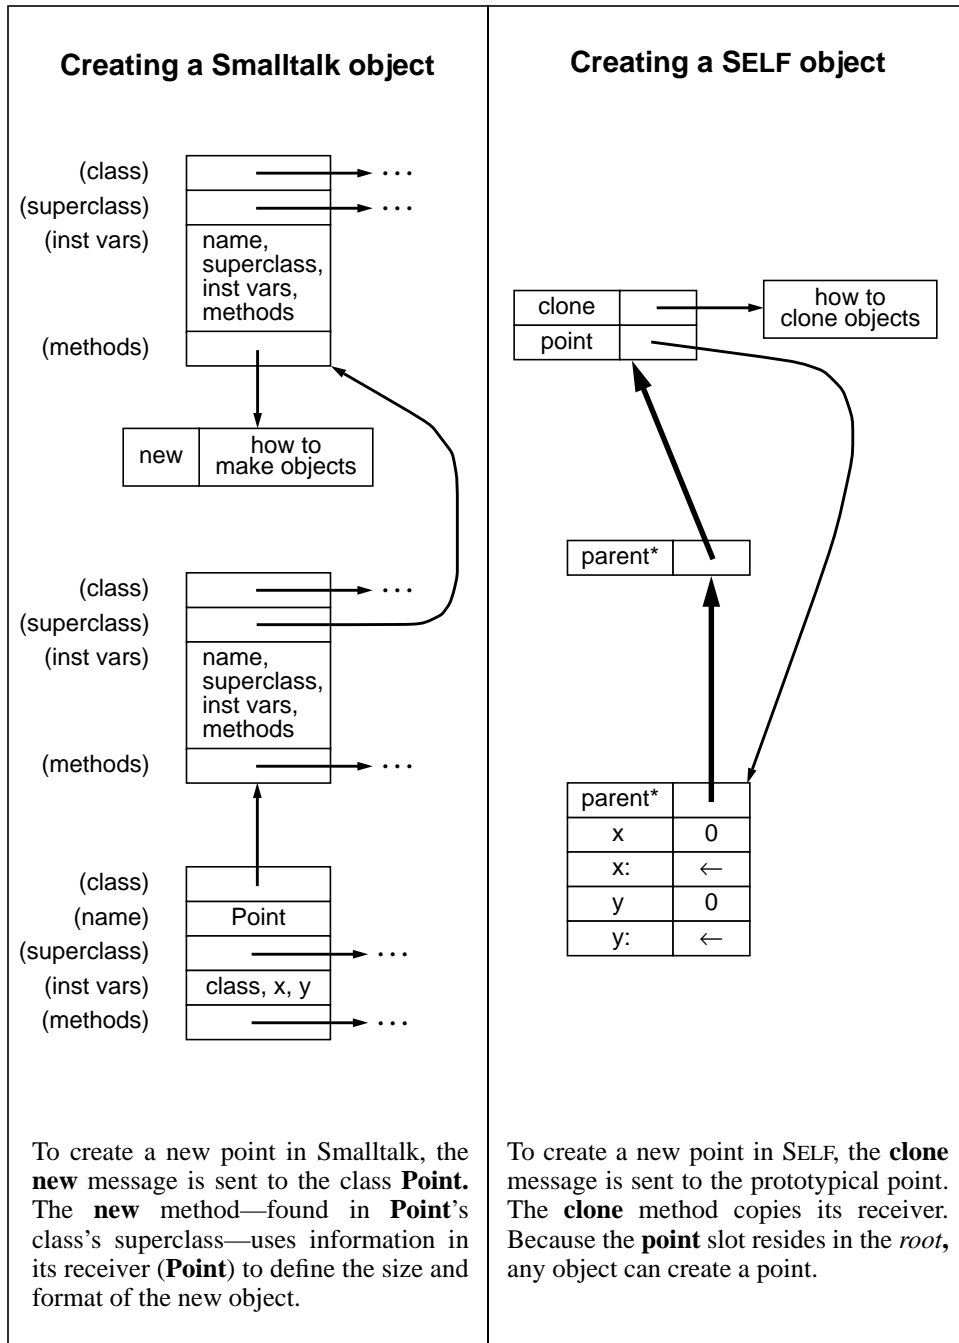 Creating a Smalltalk object
(class)
...
(superclass)
...
(inst vars)
name,
superclass,
inst vars,
methods
(methods)
new
how to
make objects
(class)
...
(superclass)
(inst vars)
name,
superclass,
inst vars,
methods
(methods)
...
(class)
(name)
Point
(superclass)
...
(inst vars)
class, x, y
(methods)
...
To create a new point in Smalltalk, the
new message is sent to the class Point.
The new method—found in Point's
class's superclass—uses information in
its receiver (Point) to define the size and
format of the new object.
Creating a SELF object
clone
how to
clone objects
point
parent*
parent*
x
0
x:
←
y
0
y:
←
To create a new point in SELF, the clone
message is sent to the prototypical point.
The clone method copies its receiver.
Because the point slot resides in the root,
any object can create a point.